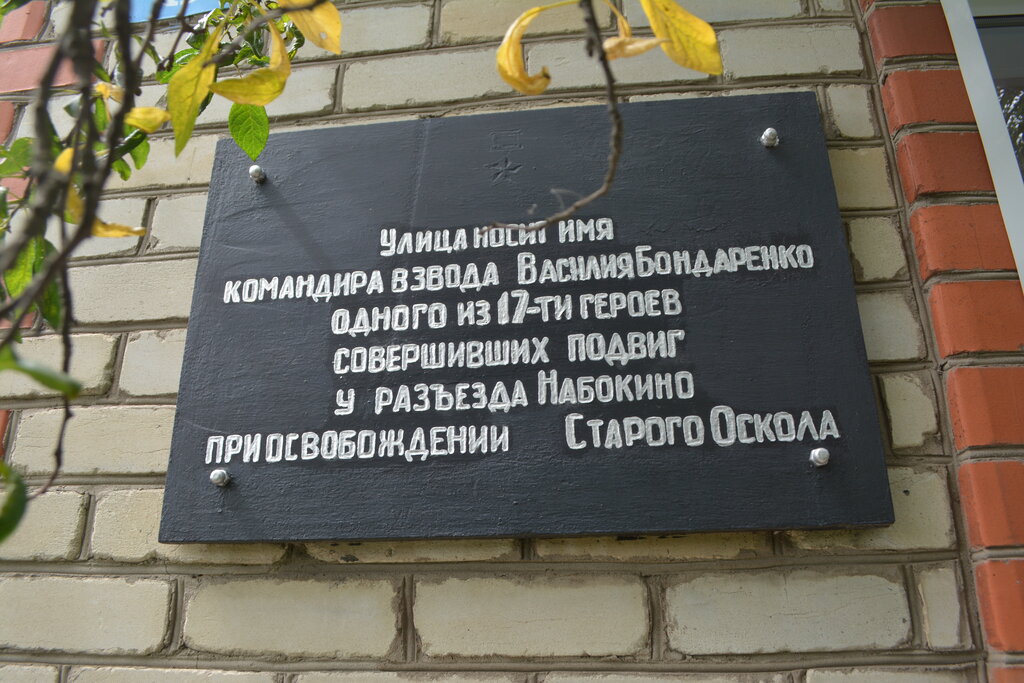 Улица носит имя
командира взвода Василия Бондаренко
одного из 17-ти героев
совершивших подвиг
у разъезда Набокино
при освобождении Старого Оскола